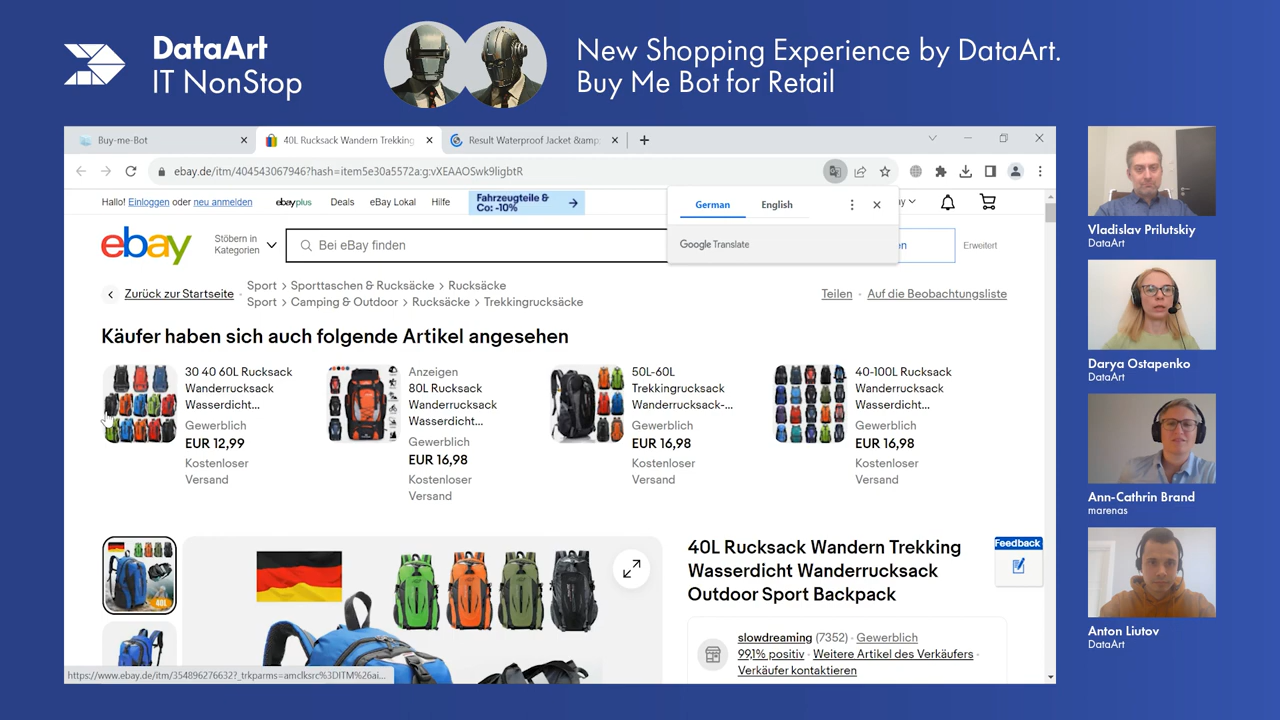 DataArt
IT NonStop
New Shopping Experience by DataArt.
Buy Me Bot for Retail
Buy-me-Bot
40L Rucksack Wandern Trekking
Result Waterproof Jacket &amp;
ebay.de/itm/404543067946?hash=item5e30a5572a:g:vXEAAOSwk9ligbtR
Hallo! Einloggen oder neu anmelden
ebayplus
Deals
eBay Lokal
Hilfe
Fahrzeugteile &
Co: -10%
German
English
Google Translate
ebay
Stöbern in
Kategorien
Bei eBay finden
Erweitert
Zurück zur Startseite
Sport > Sporttaschen & Rucksäcke > Rucksäcke
Sport > Camping & Outdoor > Rucksäcke > Trekkingrucksäcke
Teilen
Auf die Beobachtungsliste
Käufer haben sich auch folgende Artikel angesehen
30 40 60L Rucksack
Wanderrucksack
Wasserdicht...
Gewerblich
EUR 12,99
Kostenloser
Versand
Anzeigen
80L Rucksack
Wanderrucksack
Wasserdicht...
Gewerblich
EUR 16,98
Kostenloser
Versand
50L-60L
Trekkingrucksack
Wanderrucksack-...
Gewerblich
EUR 16,98
Kostenloser
Versand
40-100L Rucksack
Wanderrucksack
Wasserdicht...
Gewerblich
EUR 16,98
Kostenloser
Versand
40L
40L Rucksack Wandern Trekking
Wasserdicht Wanderrucksack
Outdoor Sport Backpack
Feedback
slowdreaming (7352) · Gewerblich
99,1% positiv · Weitere Artikel des Verkäufers ·
Verkäufer kontaktieren
https://www.ebay.de/itm/354896276632?_trkparms=amclksrc%3DITM%26ai...
Vladislav Prilutskiy
DataArt
Darya Ostapenko
DataArt
Ann-Cathrin Brand
marenas
Anton Liutov
DataArt